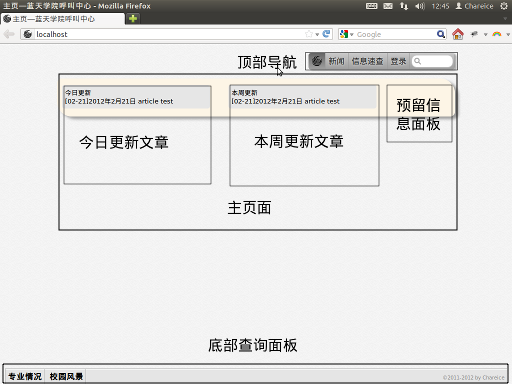 主页—蓝天学院呼叫中心 - Mozilla Firefox
12:45 Chareice
主页—蓝天学院呼叫中心
localhost
Google
顶部导航
新闻 信息速查 登录
今日更新
[02-21]2012年2月21日 article test
本周更新
[02-21]2012年2月21日 article test
预留信
息面板
今日更新文章
本周更新文章
主页面
底部查询面板
专业情况 校园风景
©2011-2012 by Chareice